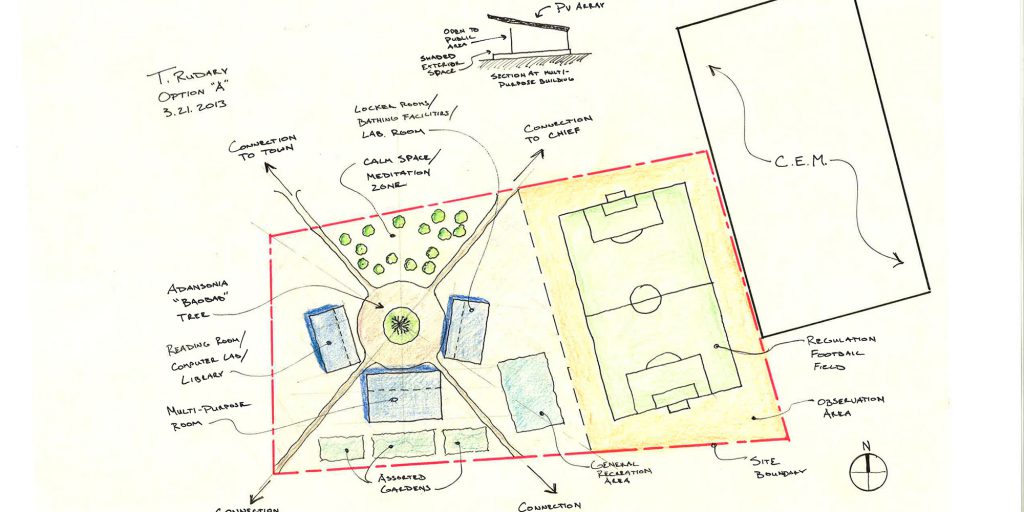 PV ARRAY
OPEN TO
PUBLIC
AREA
SHADED
EXTERIOR
SPACE
SECTION AT MULTI-
PURPOSE BUILDING
T. RUDARY
OPTION "A"
3.21.2013
LOCKER ROOMS/
BATHING FACILITIES/
LAB. ROOM
CONNECTION
TO TOWN
CONNECTION
TO CHIEF
CALM SPACE/
MEDITATION
ZONE
C.E.M.
ADANSONIA
"BAOBAB"
TREE
READING ROOM/
COMPUTER LAB/
LIBRARY
MULTI-PURPOSE
ROOM
REGULATION
FOOTBALL
FIELD
OBSERVATION
AREA
SITE
BOUNDARY
N
GENERAL
RECREATION
AREA
ASSORTED
GARDENS
CONNECTION
CONNECTION